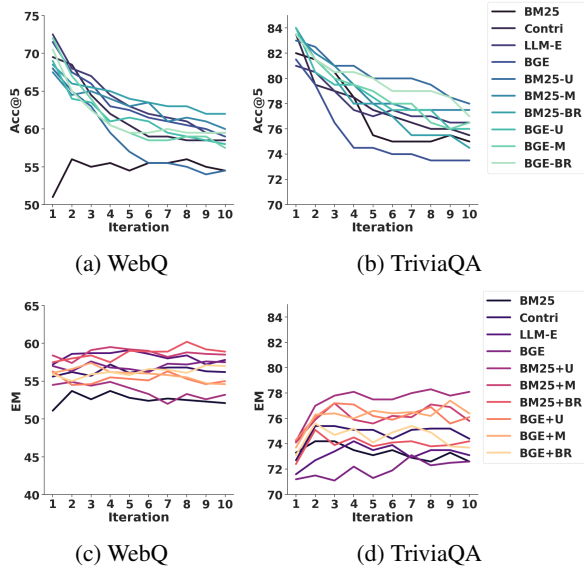 Acc@5
75
70
65
60
55
50
1 2 3 4 5 6 7 8 9 10
Iteration
(a) WebQ
Acc@5
84
82
80
78
76
74
72
70
1 2 3 4 5 6 7 8 9 10
Iteration
(b) TriviaQA
BM25
Contri
LLM-E
BGE
BM25-U
BM25-M
BM25-BR
BGE-U
BGE-M
BGE-BR
EM
65
60
55
50
45
40
1 2 3 4 5 6 7 8 9 10
Iteration
(c) WebQ
EM
84
82
80
78
76
74
72
70
1 2 3 4 5 6 7 8 9 10
Iteration
(d) TriviaQA
BM25
Contri
LLM-E
BGE
BM25+U
BM25+M
BM25+BR
BGE+U
BGE+M
BGE+BR